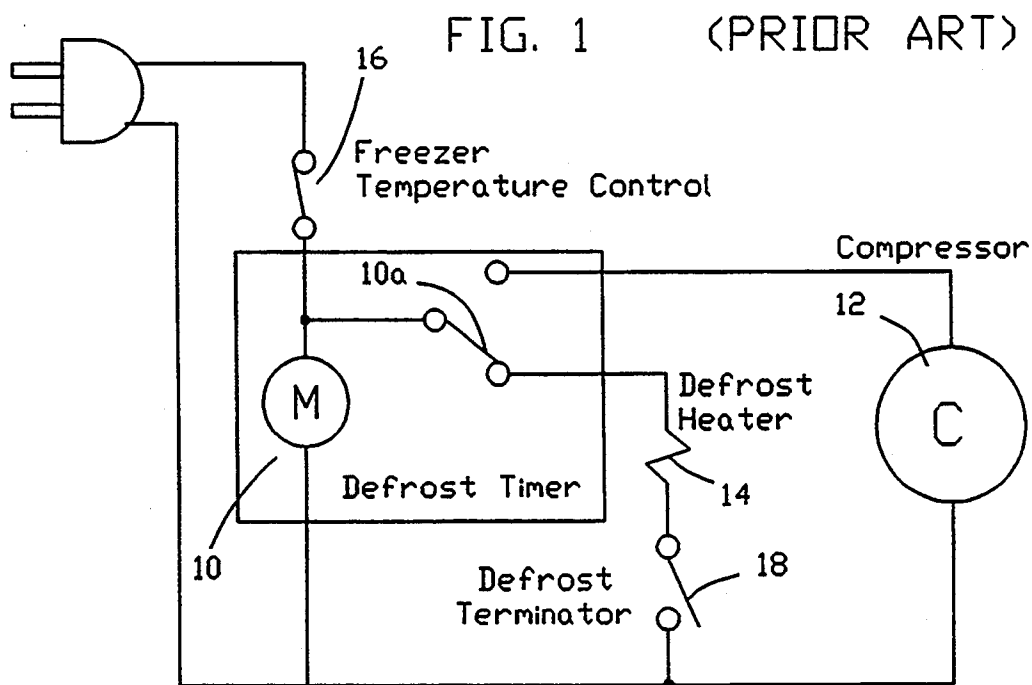 FIG. 1 (PRIOR ART)
16
Freezer
Temperature Control
10a
Compressor
12
M
C
Defrost
Heater
Defrost Timer
14
10
Defrost
Terminator
18